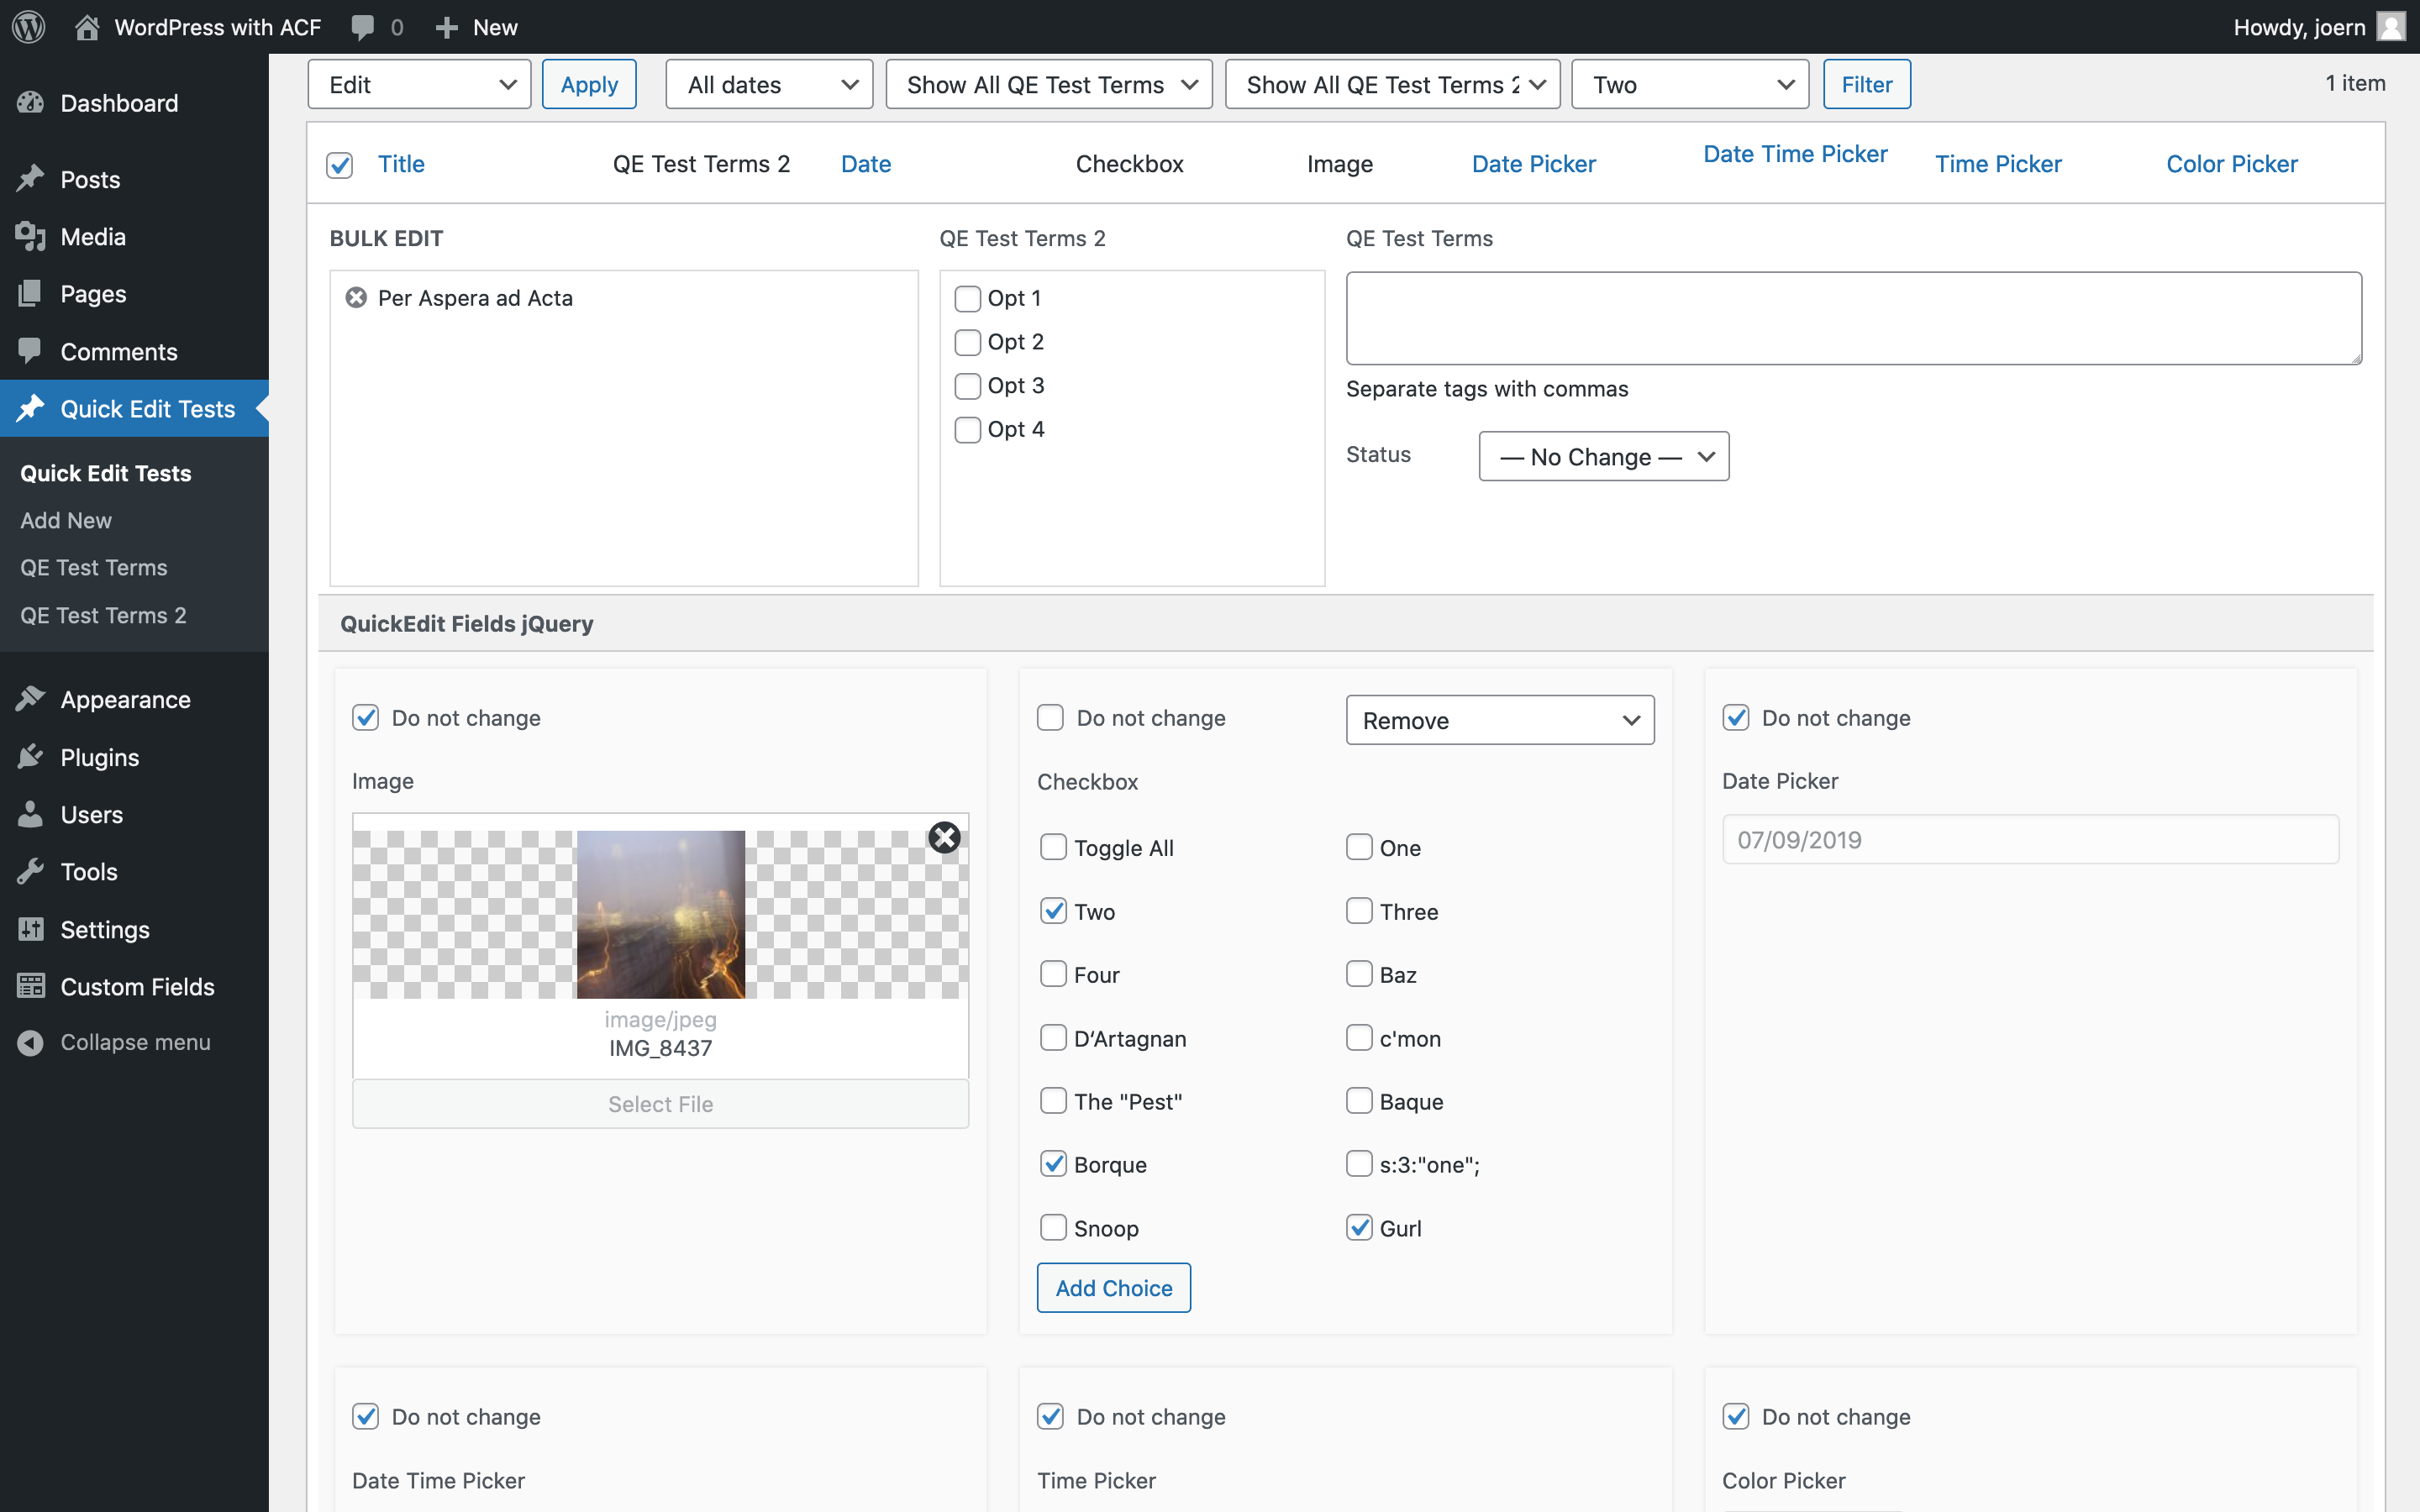 WordPress with ACF 0 New Howdy, joern
Dashboard
Posts
Media
Pages
Comments
Quick Edit Tests
Quick Edit Tests
Add New
QE Test Terms
QE Test Terms 2
Appearance
Plugins
Users
Tools
Settings
Custom Fields
Collapse menu
Edit Apply All dates Show All QE Test Terms Show All QE Test Terms 2 Two Filter 1 item
Title QE Test Terms 2 Date Checkbox Image Date Picker Date Time Picker Time Picker Color Picker
BULK EDIT QE Test Terms 2 QE Test Terms
Per Aspera ad Acta
Opt 1
Opt 2
Opt 3
Opt 4
Separate tags with commas
Status — No Change —
QuickEdit Fields jQuery
Do not change
Image
image/jpeg
IMG_8437
Select File
Do not change Remove
Checkbox
Toggle All One
Two Three
Four Baz
D‘Artagnan c'mon
The "Pest" Baque
Borque s:3:"one";
Snoop Gurl
Add Choice
Do not change
Date Picker
07/09/2019
Do not change
Date Time Picker
Do not change
Time Picker
Do not change
Color Picker